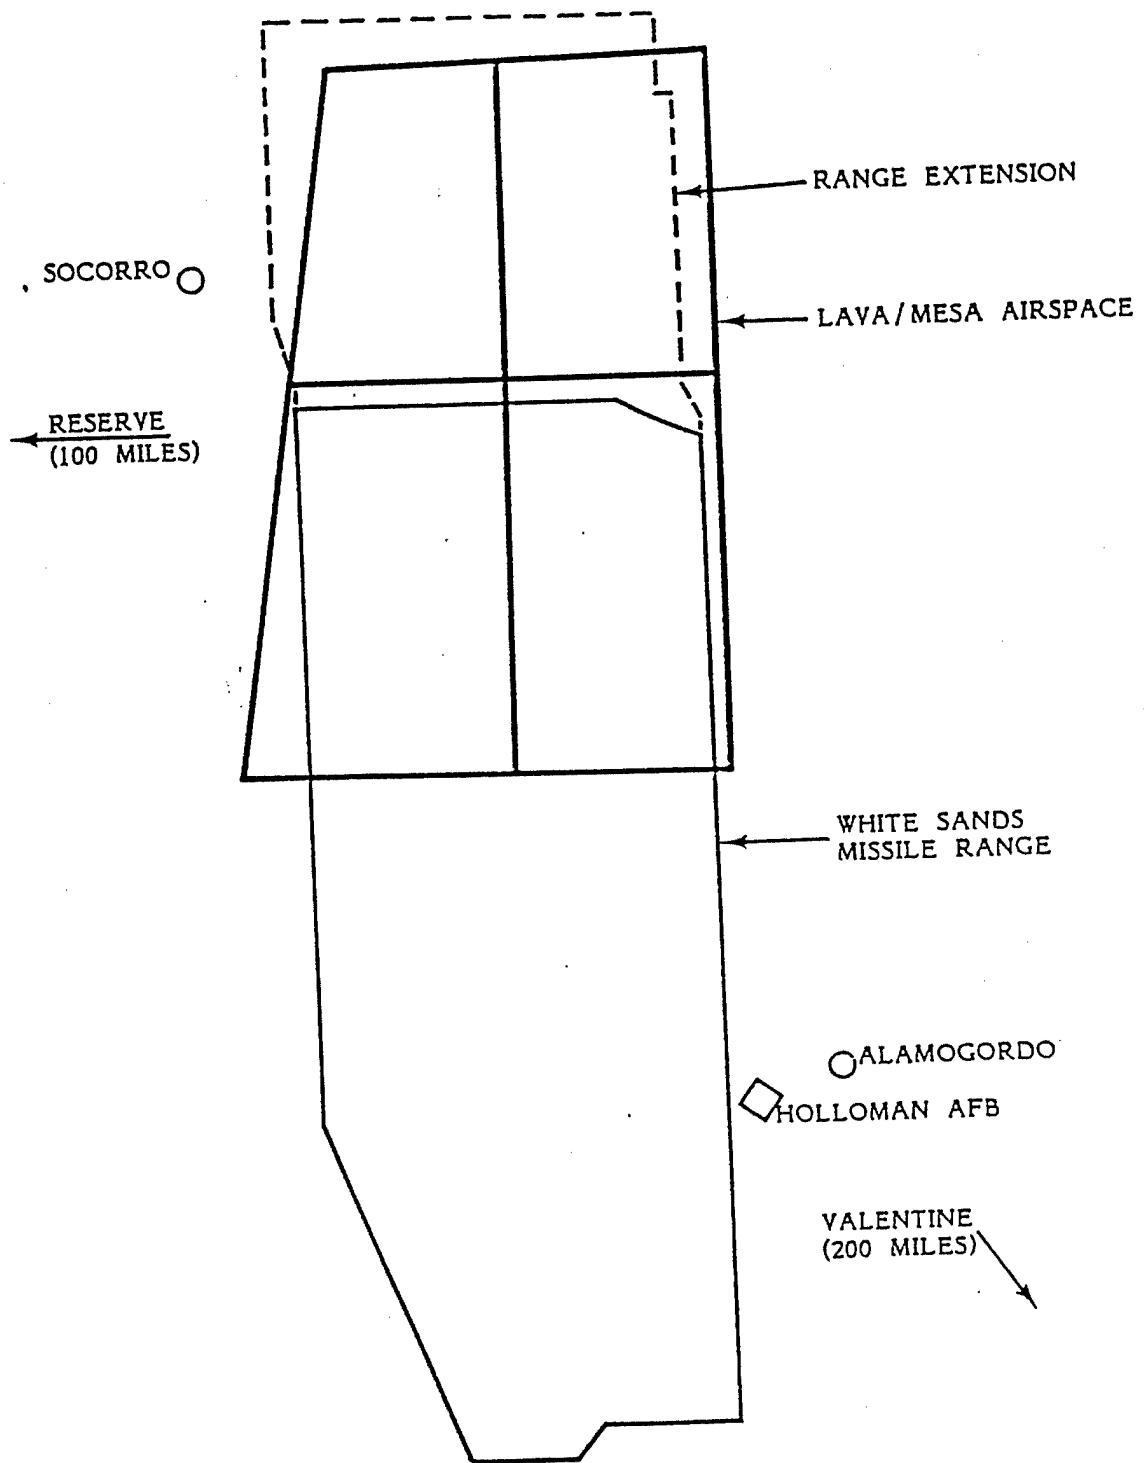 RANGE EXTENSION
SOCORRO
LAVA/MESA AIRSPACE
RESERVE
(100 MILES)
WHITE SANDS
MISSILE RANGE
ALAMOGORDO
HOLLOMAN AFB
VALENTINE
(200 MILES)